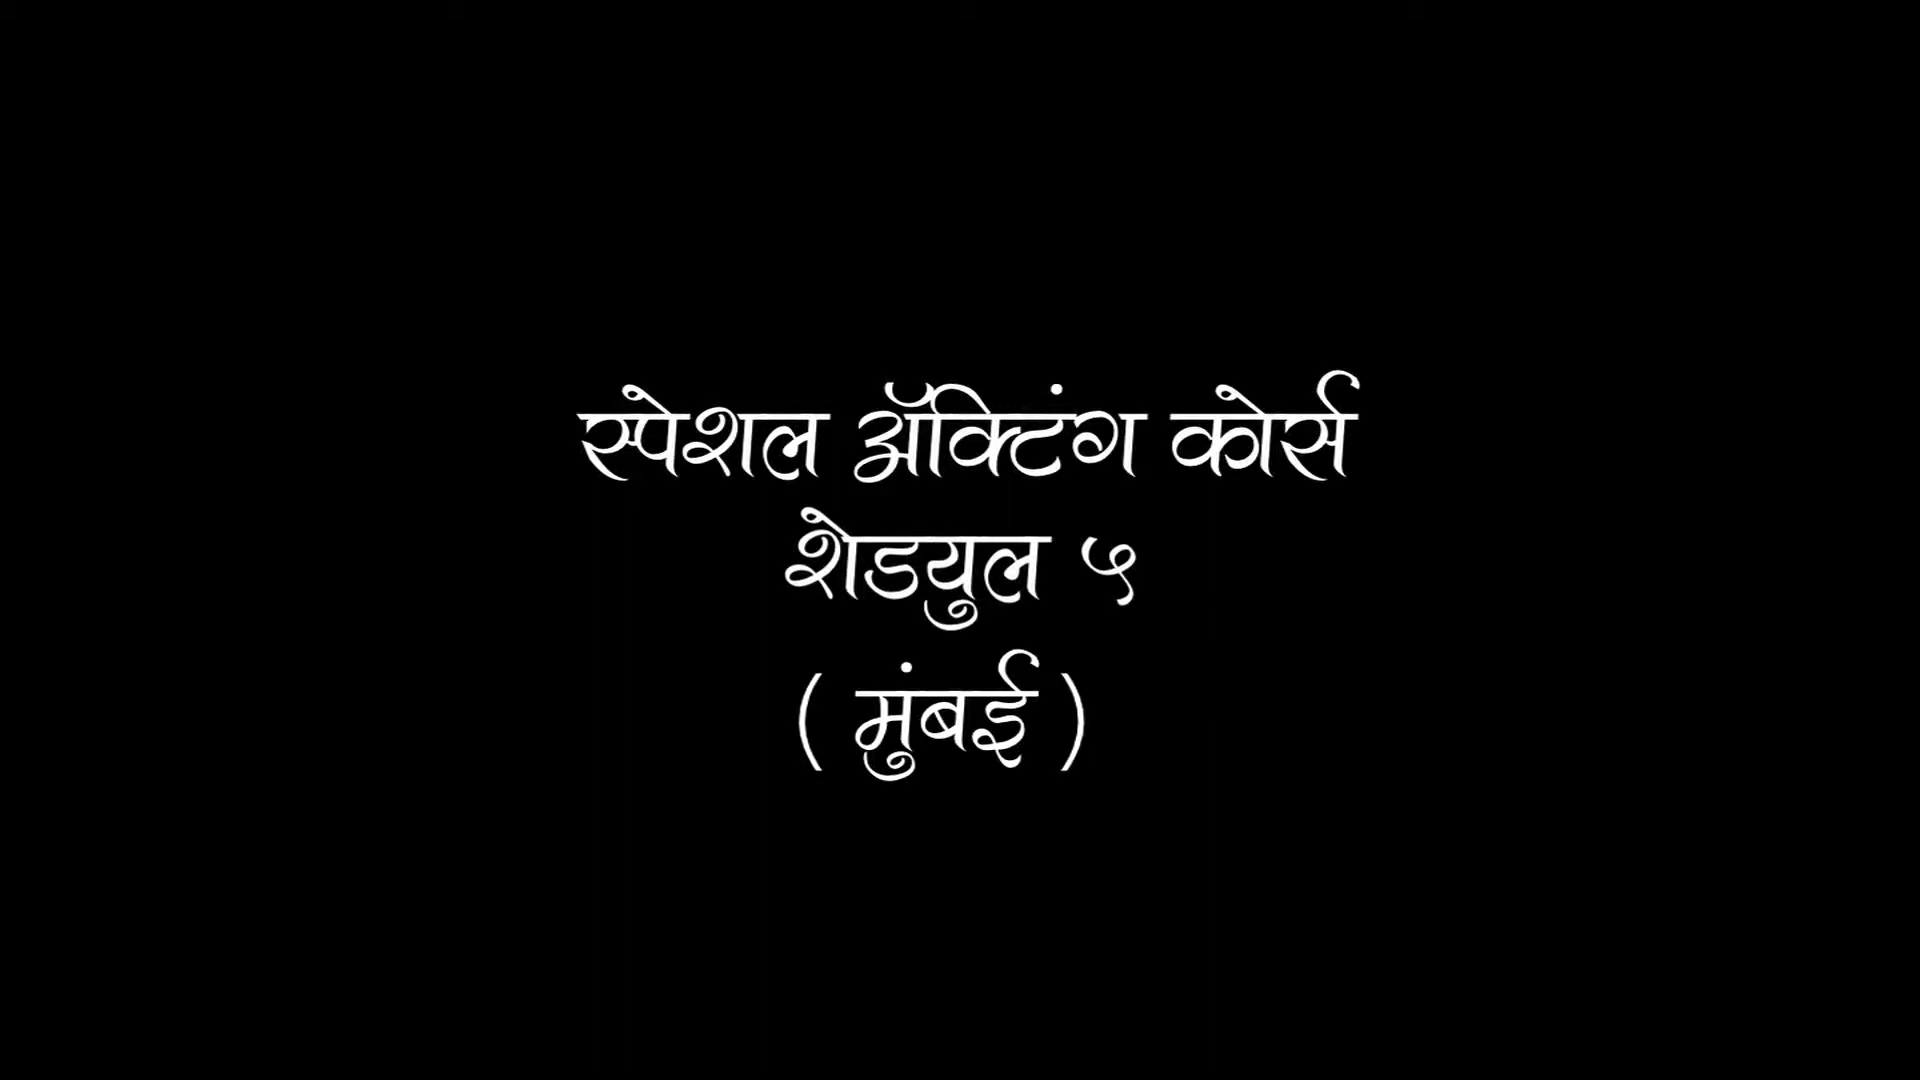 स्पेशल ॲक्टिंग कोर्स
शेडयुल ५
( मुंबई )